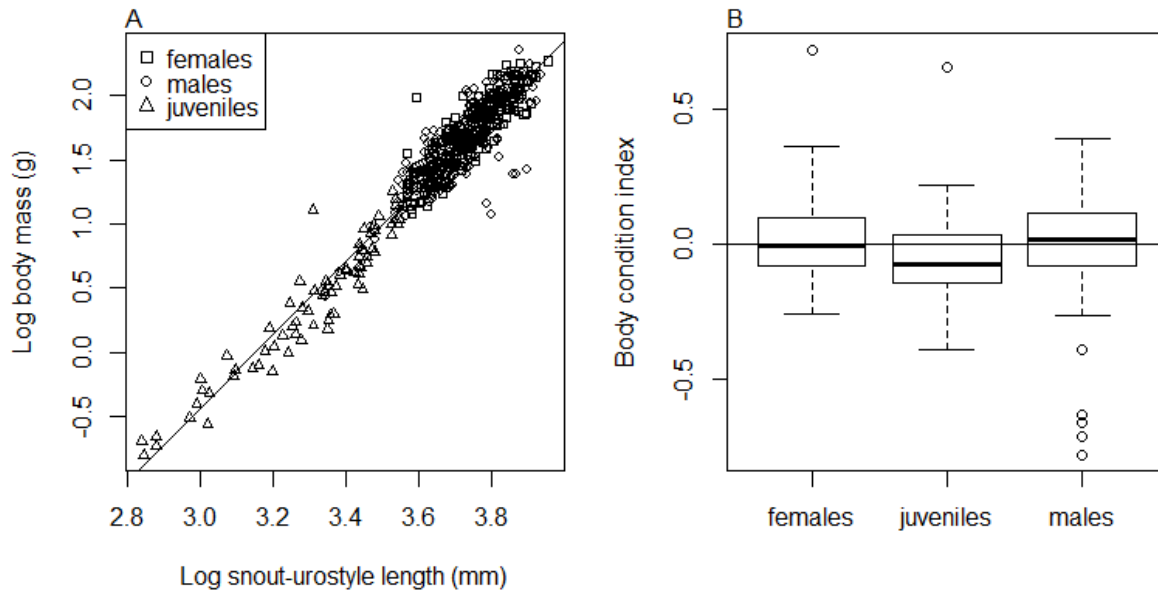 A
females
males
juveniles
Log body mass (g)
2.0
1.5
1.0
0.5
0.0
-0.5
2.8 3.0 3.2 3.4 3.6 3.8
Log snout-urostyle length (mm)
B
Body condition index
0.5
0.0
-0.5
females juveniles males